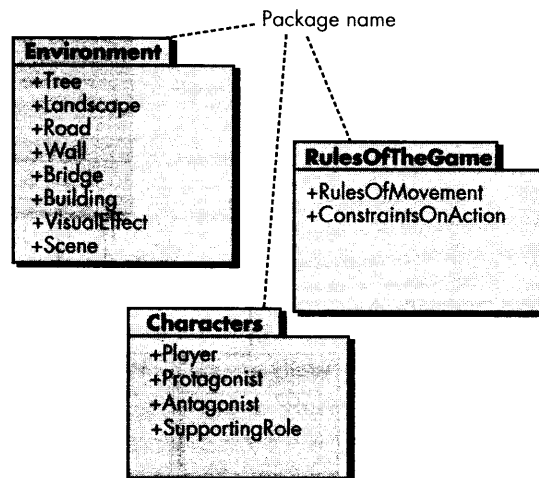 Package name
Environment
+Tree
+Landscape
+Road
+Wall
+Bridge
+Building
+VisualEffect
+Scene
RulesOfTheGame
+RulesOfMovement
+ConstraintsOnAction
Characters
+Player
+Protagonist
+Antagonist
+SupportingRole